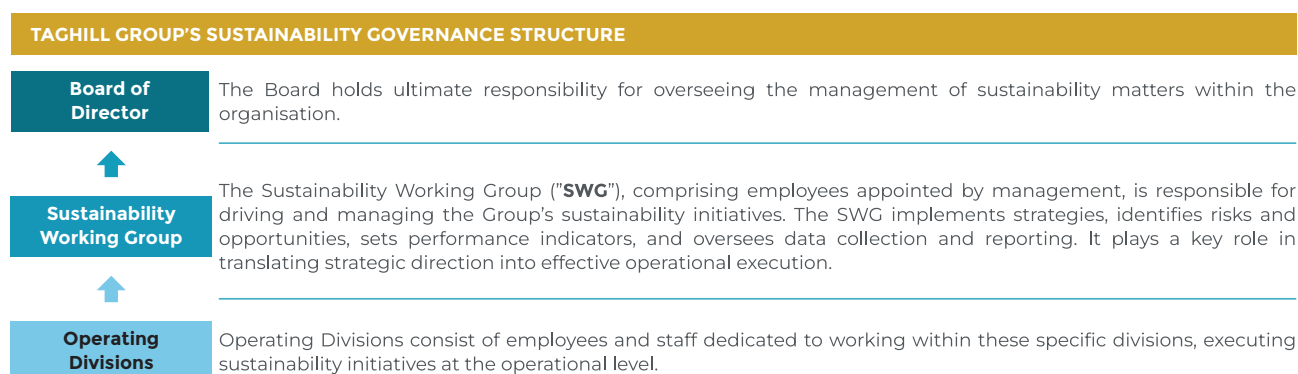 TAGHILL GROUP'S SUSTAINABILITY GOVERNANCE STRUCTURE
Board of
Director
The Board holds ultimate responsibility for overseeing the management of sustainability matters within the
organisation.
Sustainability
Working Group
The Sustainability Working Group ("SWG"), comprising employees appointed by management, is responsible for
driving and managing the Group's sustainability initiatives. The SWG implements strategies, identifies risks and
opportunities, sets performance indicators, and oversees data collection and reporting. It plays a key role in
translating strategic direction into effective operational execution.
Operating
Divisions
Operating Divisions consist of employees and staff dedicated to working within these specific divisions, executing
sustainability initiatives at the operational level.